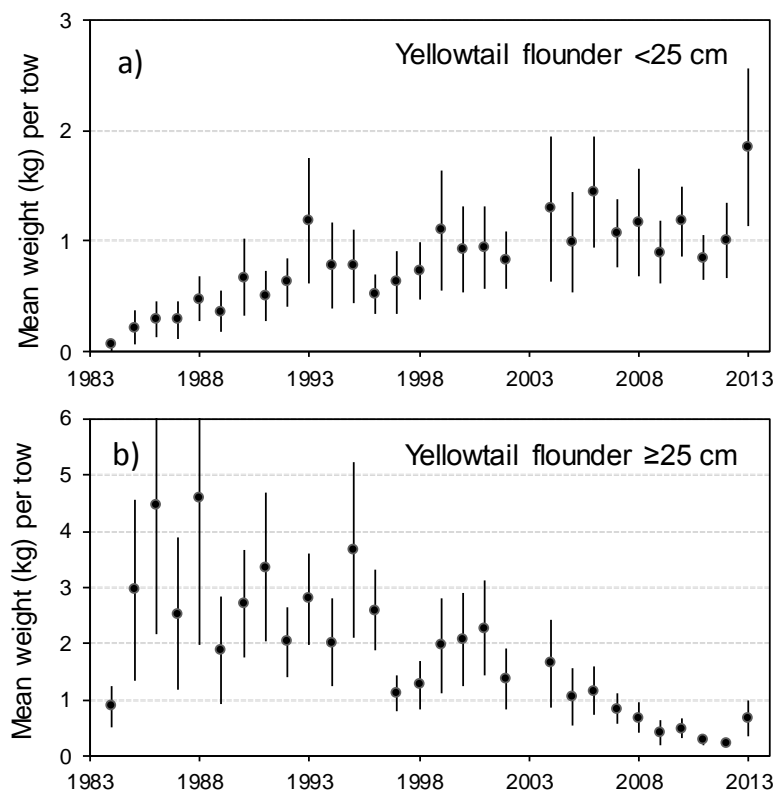 3
a)
Yellowtail flounder <25 cm
2
1
0
Mean weight (kg) per tow
1983 1988 1993 1998 2003 2008 2013
6
b)
Yellowtail flounder ≥25 cm
5
4
3
2
1
0
Mean weight (kg) per tow
1983 1988 1993 1998 2003 2008 2013